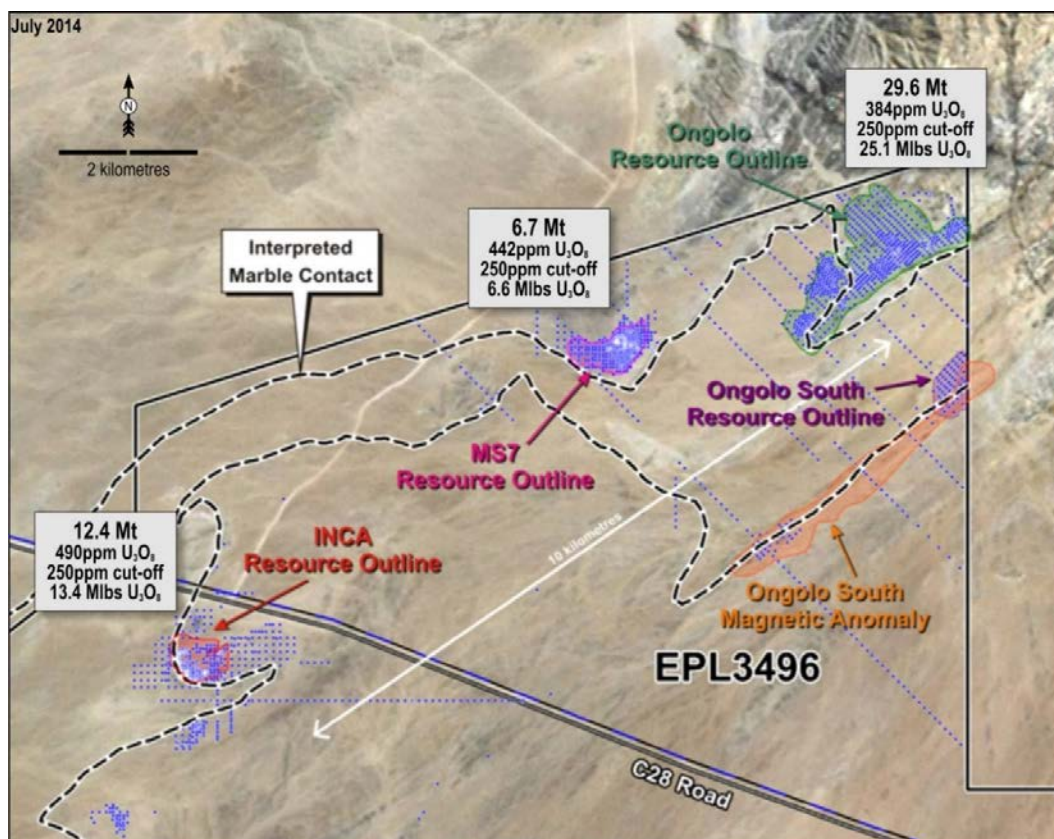 July 2014
N
2 kilometres
29.6 Mt
384ppm U₃O₈
250ppm cut-off
25.1 Mlbs U₃O₈
Ongolo
Resource Outline
6.7 Mt
442ppm U₃O₈
250ppm cut-off
6.6 Mlbs U₃O₈
Interpreted
Marble Contact
Ongolo South
Resource Outline
MS7
Resource Outline
12.4 Mt
490ppm U₃O₈
250ppm cut-off
13.4 Mlbs U₃O₈
INCA
Resource Outline
10 kilometres
Ongolo South
Magnetic Anomaly
EPL3496
C28 Road